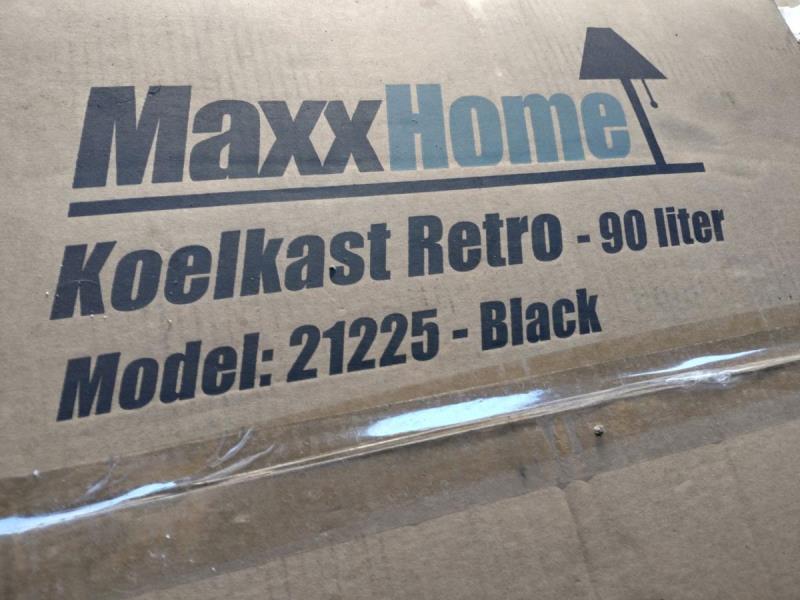 MaxxHome
Koelkast Retro - 90 liter
Model: 21225 - Black